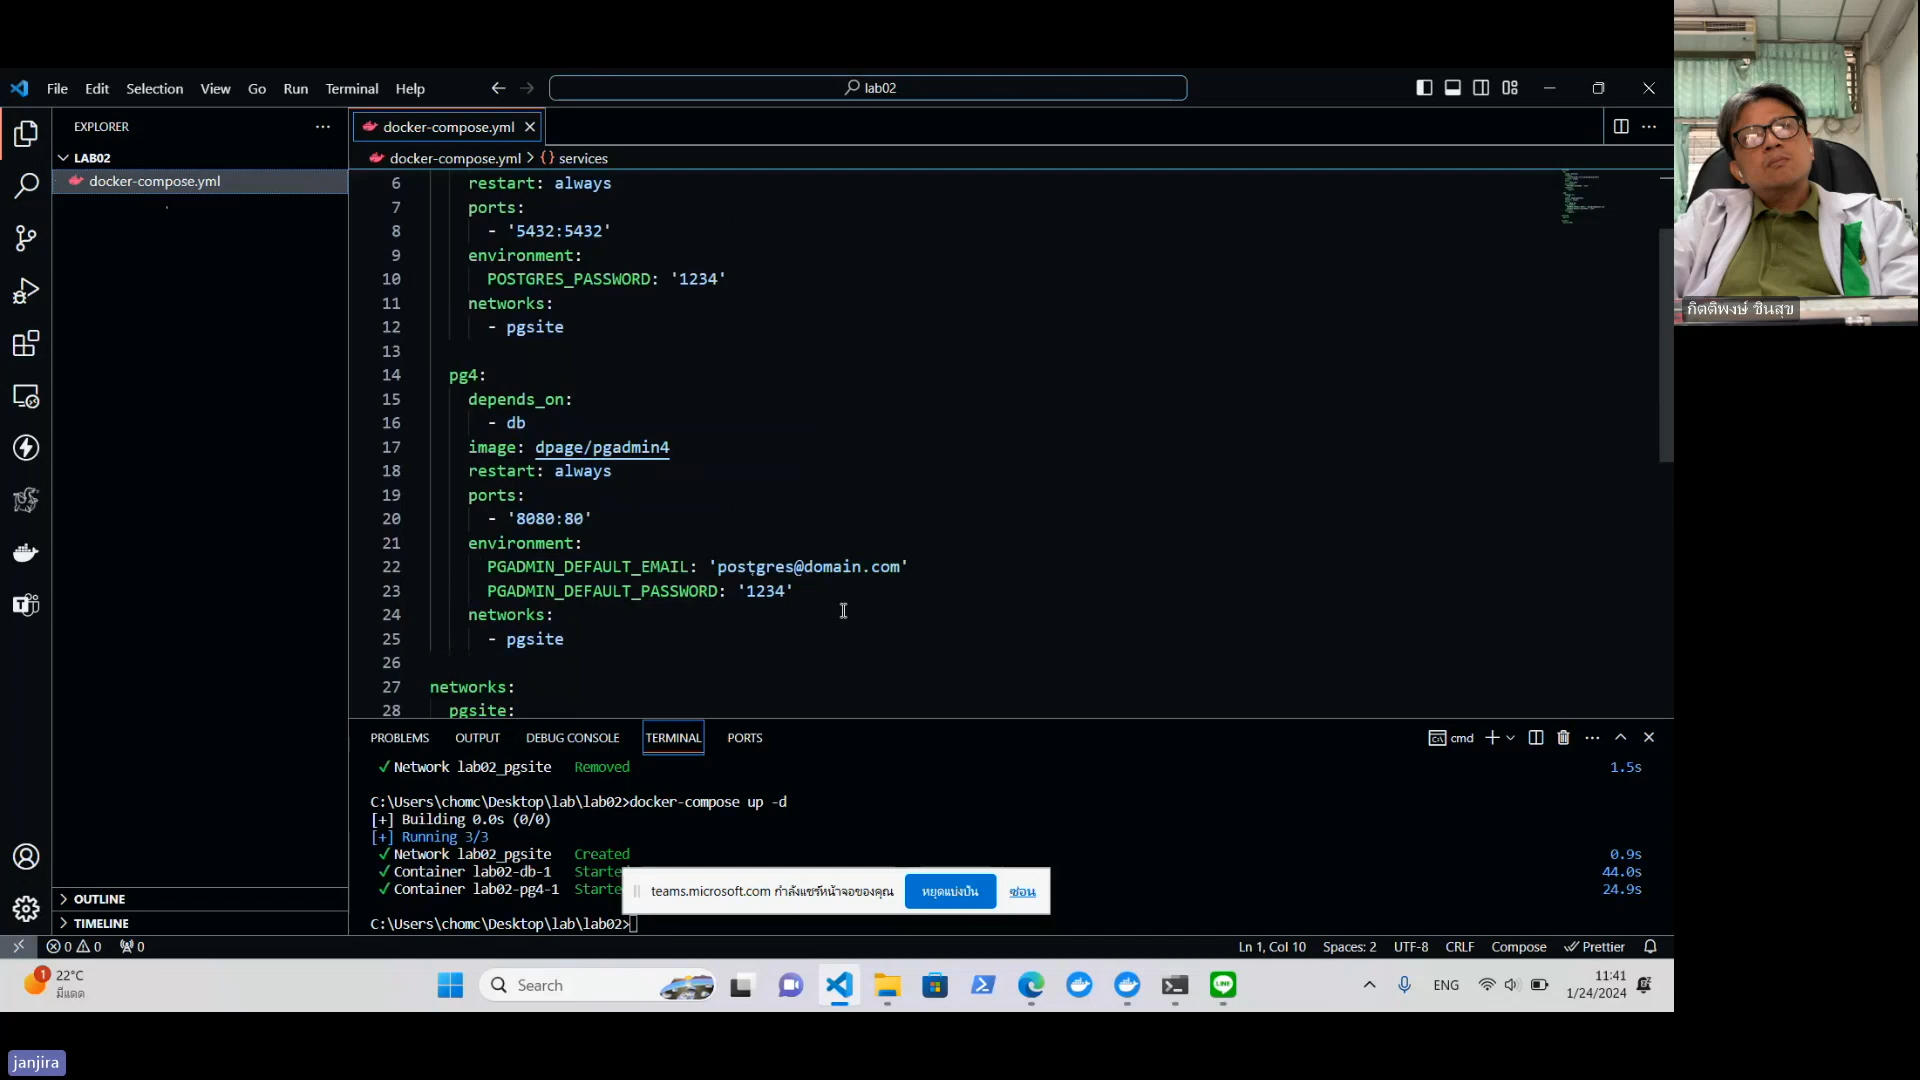 File Edit Selection View Go Run Terminal Help
lab02
EXPLORER
LAB02
docker-compose.yml
OUTLINE
TIMELINE
docker-compose.yml
docker-compose.yml > {} services
6 restart: always
7 ports:
8 - '5432:5432'
9 environment:
10 POSTGRES_PASSWORD: '1234'
11 networks:
12 - pgsite
13
14 pg4:
15 depends_on:
16 - db
17 image: dpage/pgadmin4
18 restart: always
19 ports:
20 - '8080:80'
21 environment:
22 PGADMIN_DEFAULT_EMAIL: 'postgres@domain.com'
23 PGADMIN_DEFAULT_PASSWORD: '1234'
24 networks:
25 - pgsite
26
27 networks:
28 pgsite:
PROBLEMS OUTPUT DEBUG CONSOLE TERMINAL PORTS
cmd
✓ Network lab02_pgsite Removed 1.5s
C:\Users\chomc\Desktop\lab\lab02>docker-compose up -d
[+] Building 0.0s (0/0)
[+] Running 3/3
✓ Network lab02_pgsite Created 0.9s
✓ Container lab02-db-1 Starte 44.0s
✓ Container lab02-pg4-1 Starte 24.9s
C:\Users\chomc\Desktop\lab\lab02>
teams.microsoft.com กำลังแชร์หน้าจอของคุณ หยุดแบ่งปัน ซ่อน
0 0 0
Ln 1, Col 10 Spaces: 2 UTF-8 CRLF Compose Prettier
1
22°C
มีแดด
Search
LINE
ENG
11:41
1/24/2024
กิตติพงษ์ ชินสุข
janjira